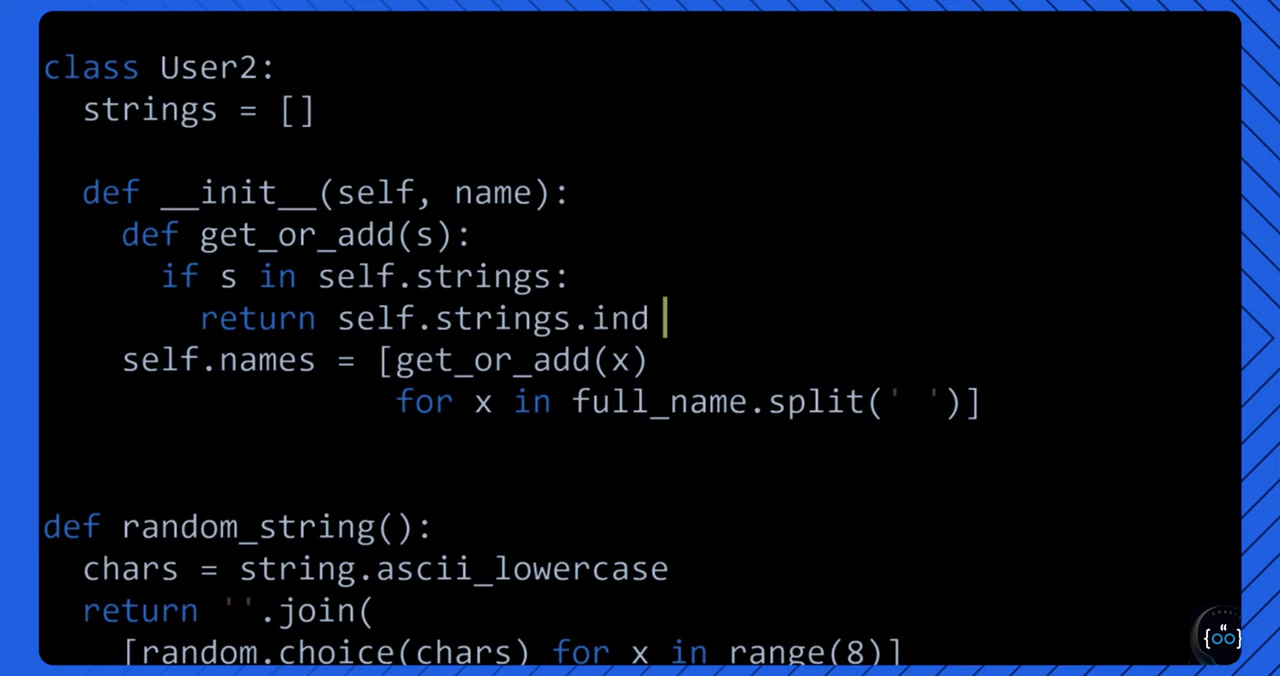 class User2:
  strings = []

  def __init__(self, name):
    def get_or_add(s):
      if s in self.strings:
        return self.strings.ind
    self.names = [get_or_add(x)
                  for x in full_name.split(' ')]

def random_string():
  chars = string.ascii_lowercase
  return ''.join(
    [random.choice(chars) for x in range(8)]